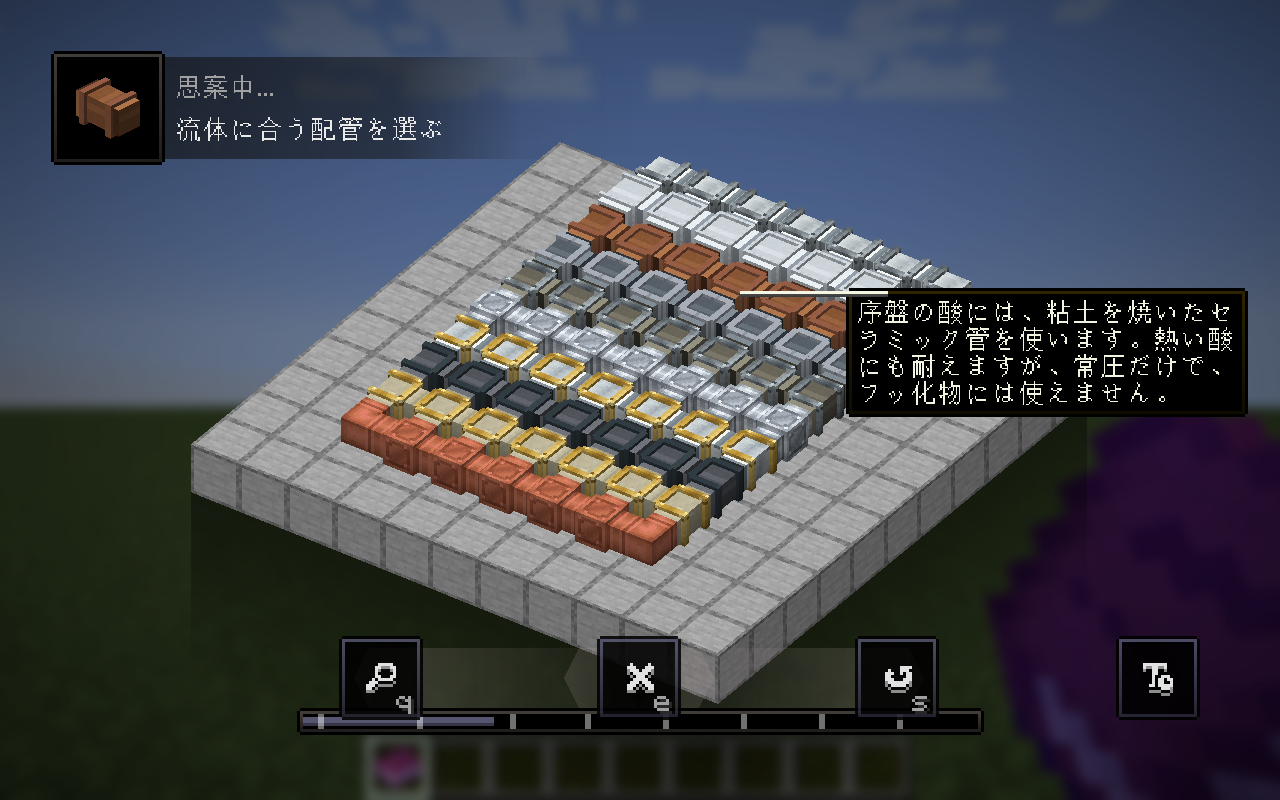 思案中...
流体に合う配管を選ぶ
序盤の酸には、粘土を焼いたセ
ラミック管を使います。熱い酸
にも耐えますが、常圧だけで、
フッ化物には使えません。
q
e
s